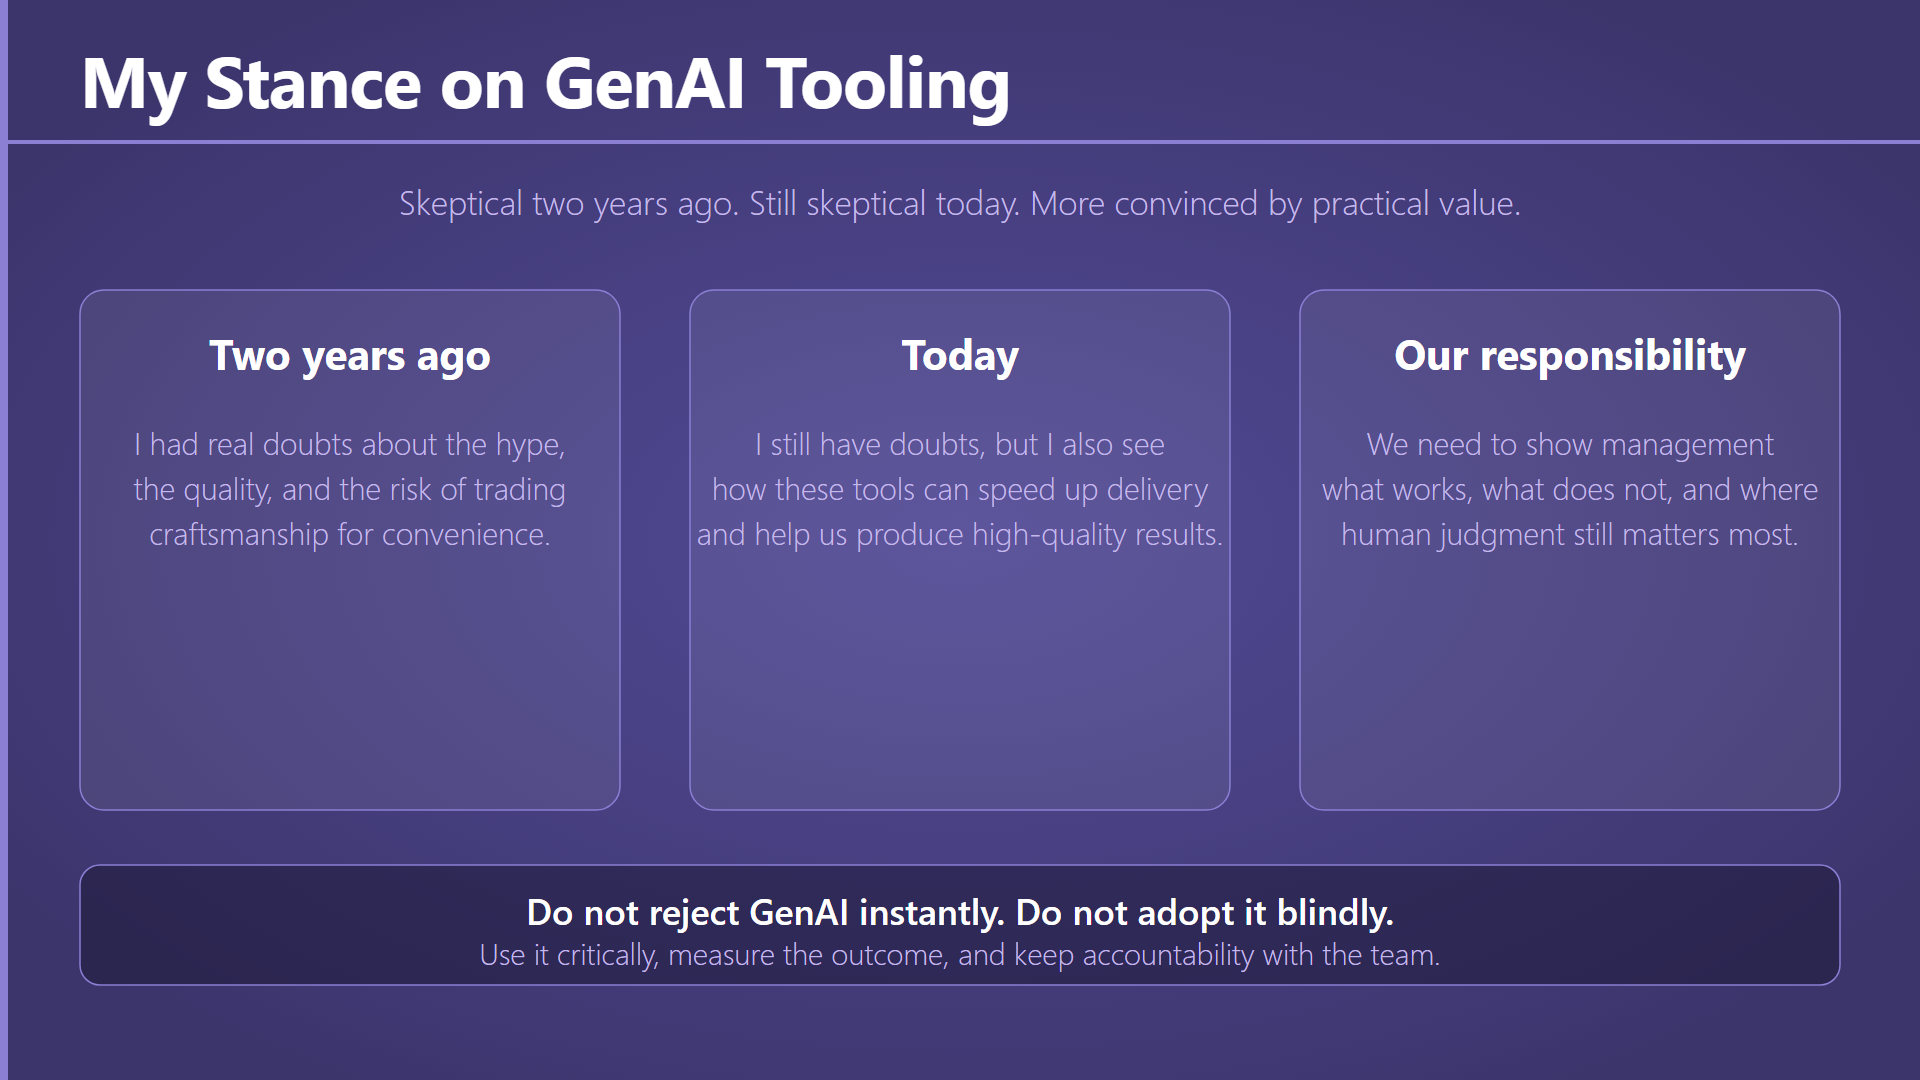 My Stance on GenAI Tooling
Skeptical two years ago. Still skeptical today. More convinced by practical value.
Two years ago
I had real doubts about the hype,
the quality, and the risk of trading
craftsmanship for convenience.
Today
I still have doubts, but I also see
how these tools can speed up delivery
and help us produce high-quality results.
Our responsibility
We need to show management
what works, what does not, and where
human judgment still matters most.
Do not reject GenAI instantly. Do not adopt it blindly.
Use it critically, measure the outcome, and keep accountability with the team.